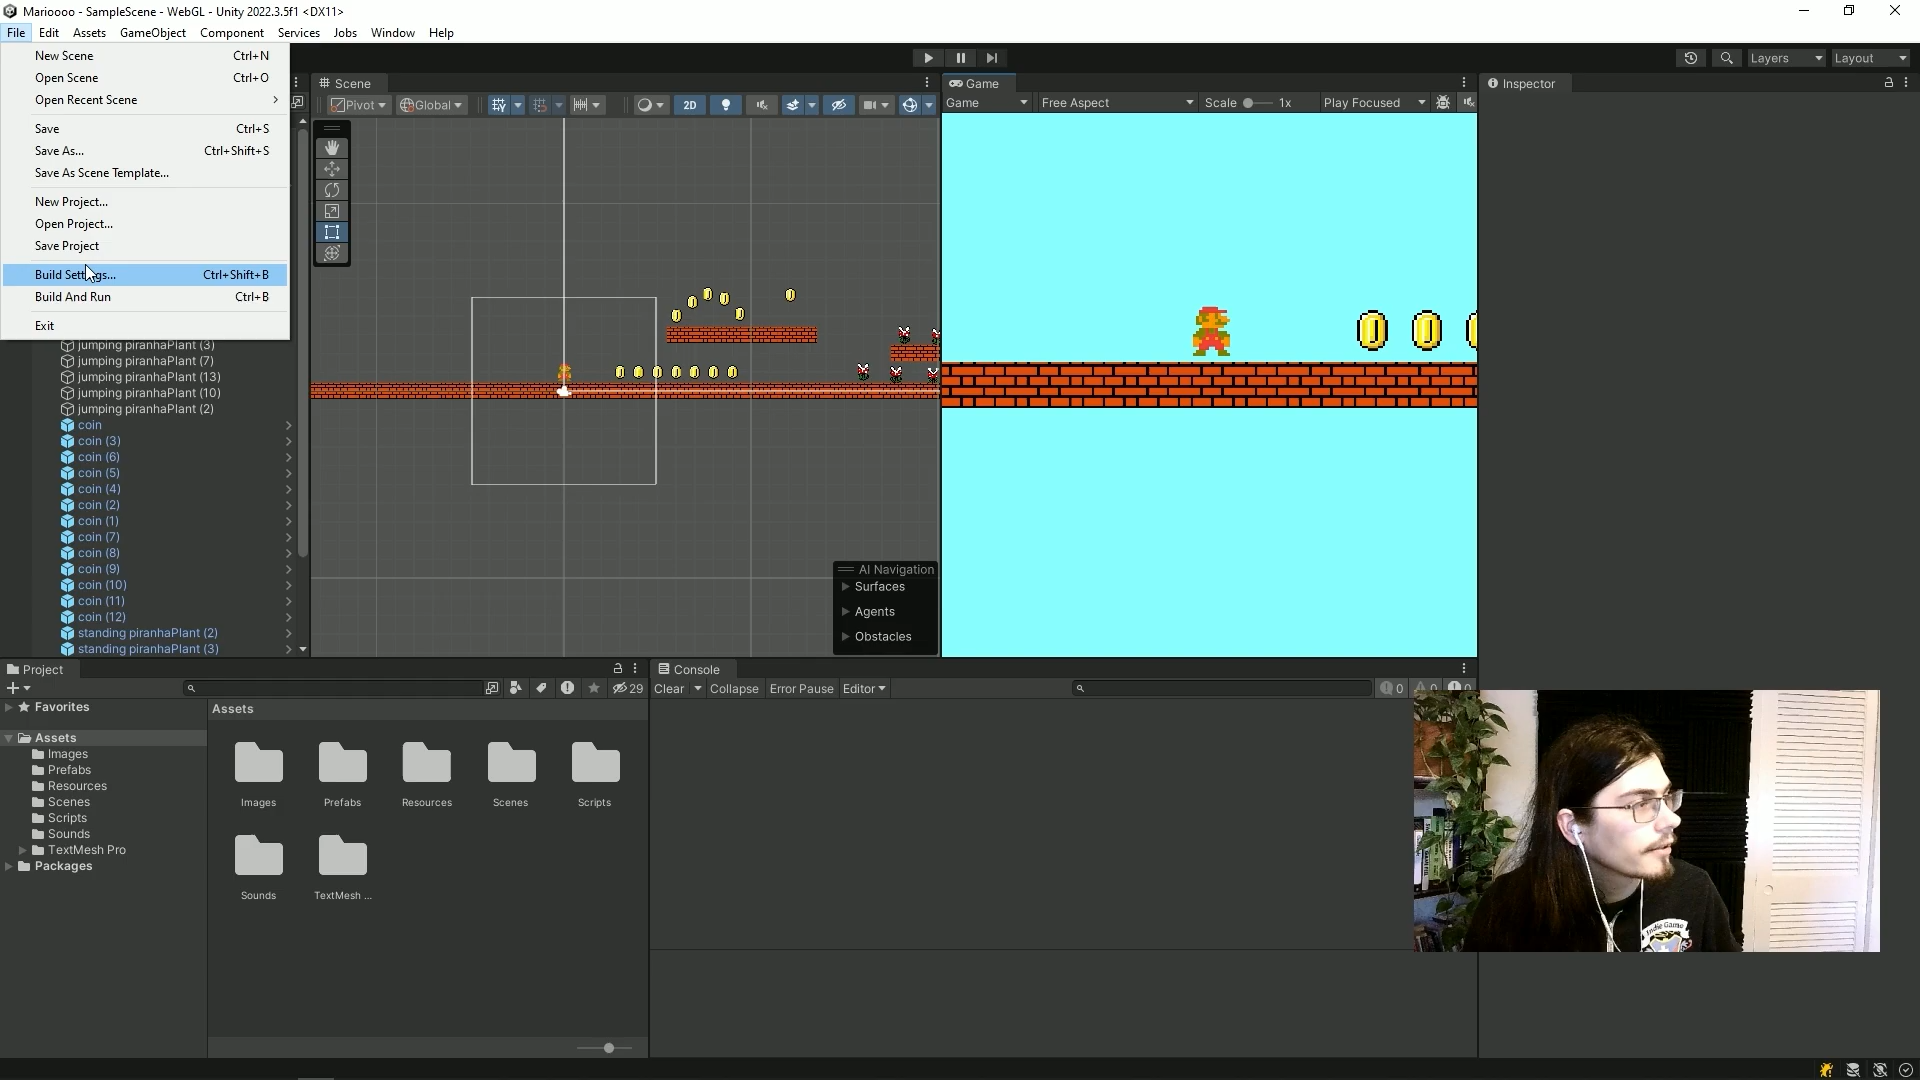 Marioooo - SampleScene - WebGL - Unity 2022.3.5f1 <DX11>
File Edit Assets GameObject Component Services Jobs Window Help
New Scene Ctrl+N
Open Scene Ctrl+O
Open Recent Scene
Save Ctrl+S
Save As... Ctrl+Shift+S
Save As Scene Template...
New Project...
Open Project...
Save Project
Build Settings... Ctrl+Shift+B
Build And Run Ctrl+B
Exit
Layers Layout
Scene
Pivot Global 2D
Game
Game Free Aspect Scale 1x Play Focused
Inspector
jumping piranhaPlant (3)
jumping piranhaPlant (7)
jumping piranhaPlant (13)
jumping piranhaPlant (10)
jumping piranhaPlant (2)
coin
coin (3)
coin (6)
coin (5)
coin (4)
coin (2)
coin (1)
coin (7)
coin (8)
coin (9)
coin (10)
coin (11)
coin (12)
standing piranhaPlant (2)
standing piranhaPlant (3)
AI Navigation
Surfaces
Agents
Obstacles
Project
29
Favorites
Assets
Images
Prefabs
Resources
Scenes
Scripts
Sounds
TextMesh Pro
Packages
Assets
Images Prefabs Resources Scenes Scripts
Sounds TextMesh ...
Console
Clear Collapse Error Pause Editor
0 0 0
Indie Game